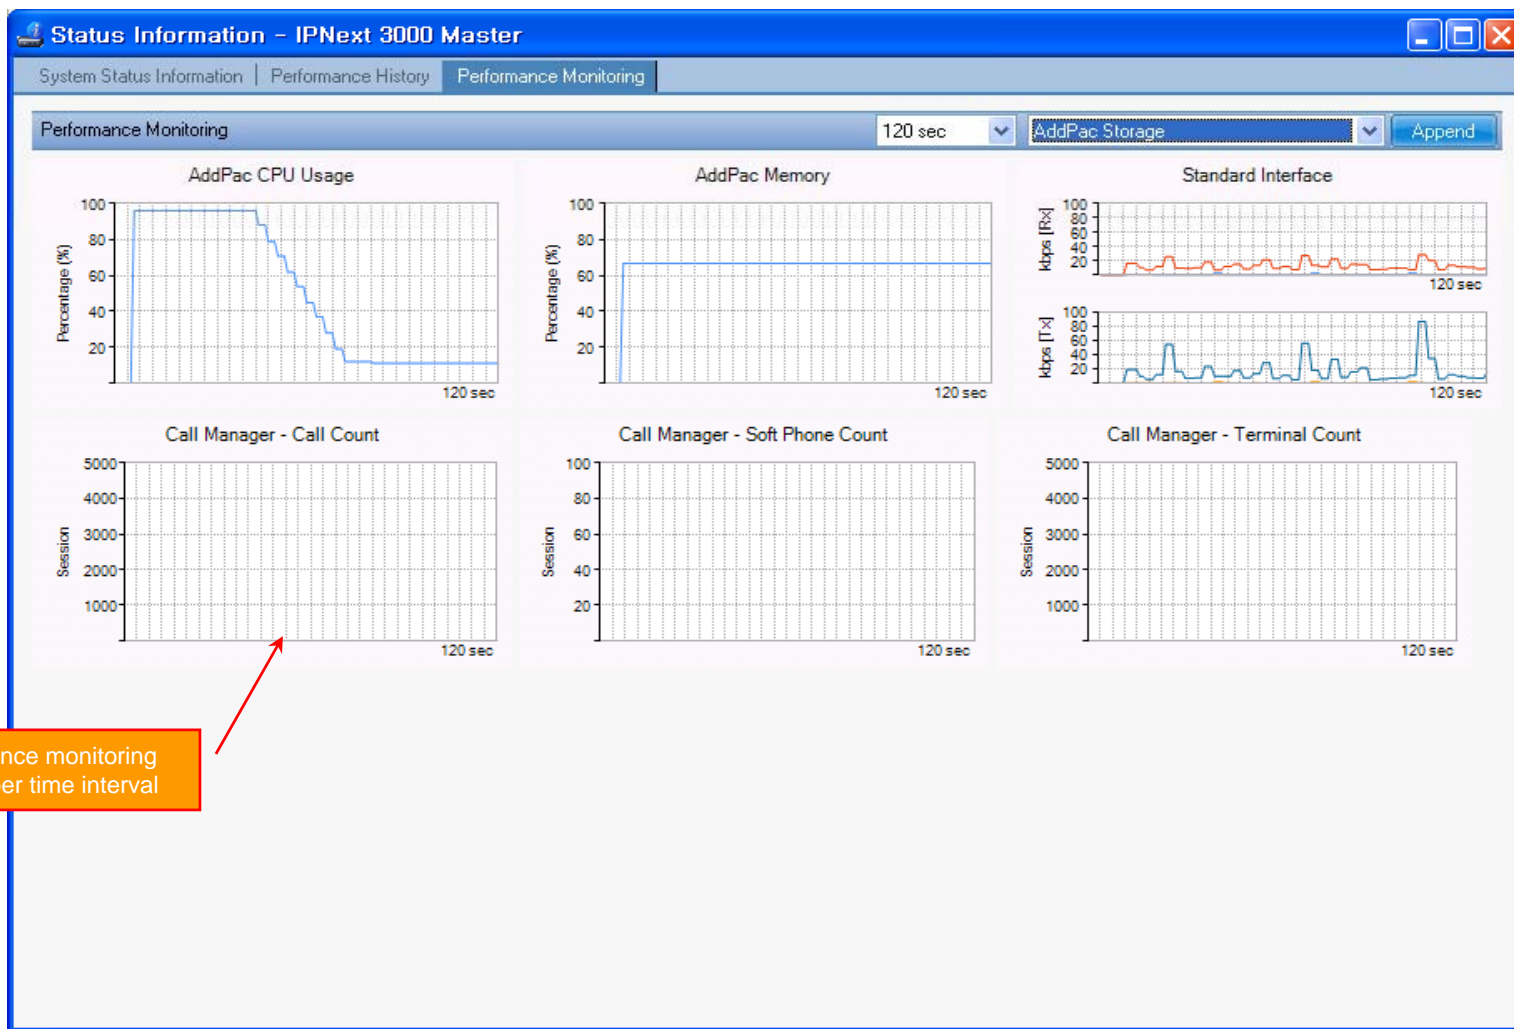 Status Information - IPNext 3000 Master
System Status Information | Performance History Performance Monitoring
Performance Monitoring 120 sec AddPac Storage Append
AddPac CPU Usage
100
80
60
40
20
Percentage (%)
120 sec
AddPac Memory
100
80
60
40
20
Percentage (%)
120 sec
Standard Interface
100
80
60
40
20
kbps [Rx]
120 sec
100
80
60
40
20
kbps [Tx]
120 sec
Call Manager - Call Count
5000
4000
3000
2000
1000
Session
120 sec
Call Manager - Soft Phone Count
100
80
60
40
20
Session
120 sec
Call Manager - Terminal Count
5000
4000
3000
2000
1000
Session
120 sec
nce monitoring
er time interval